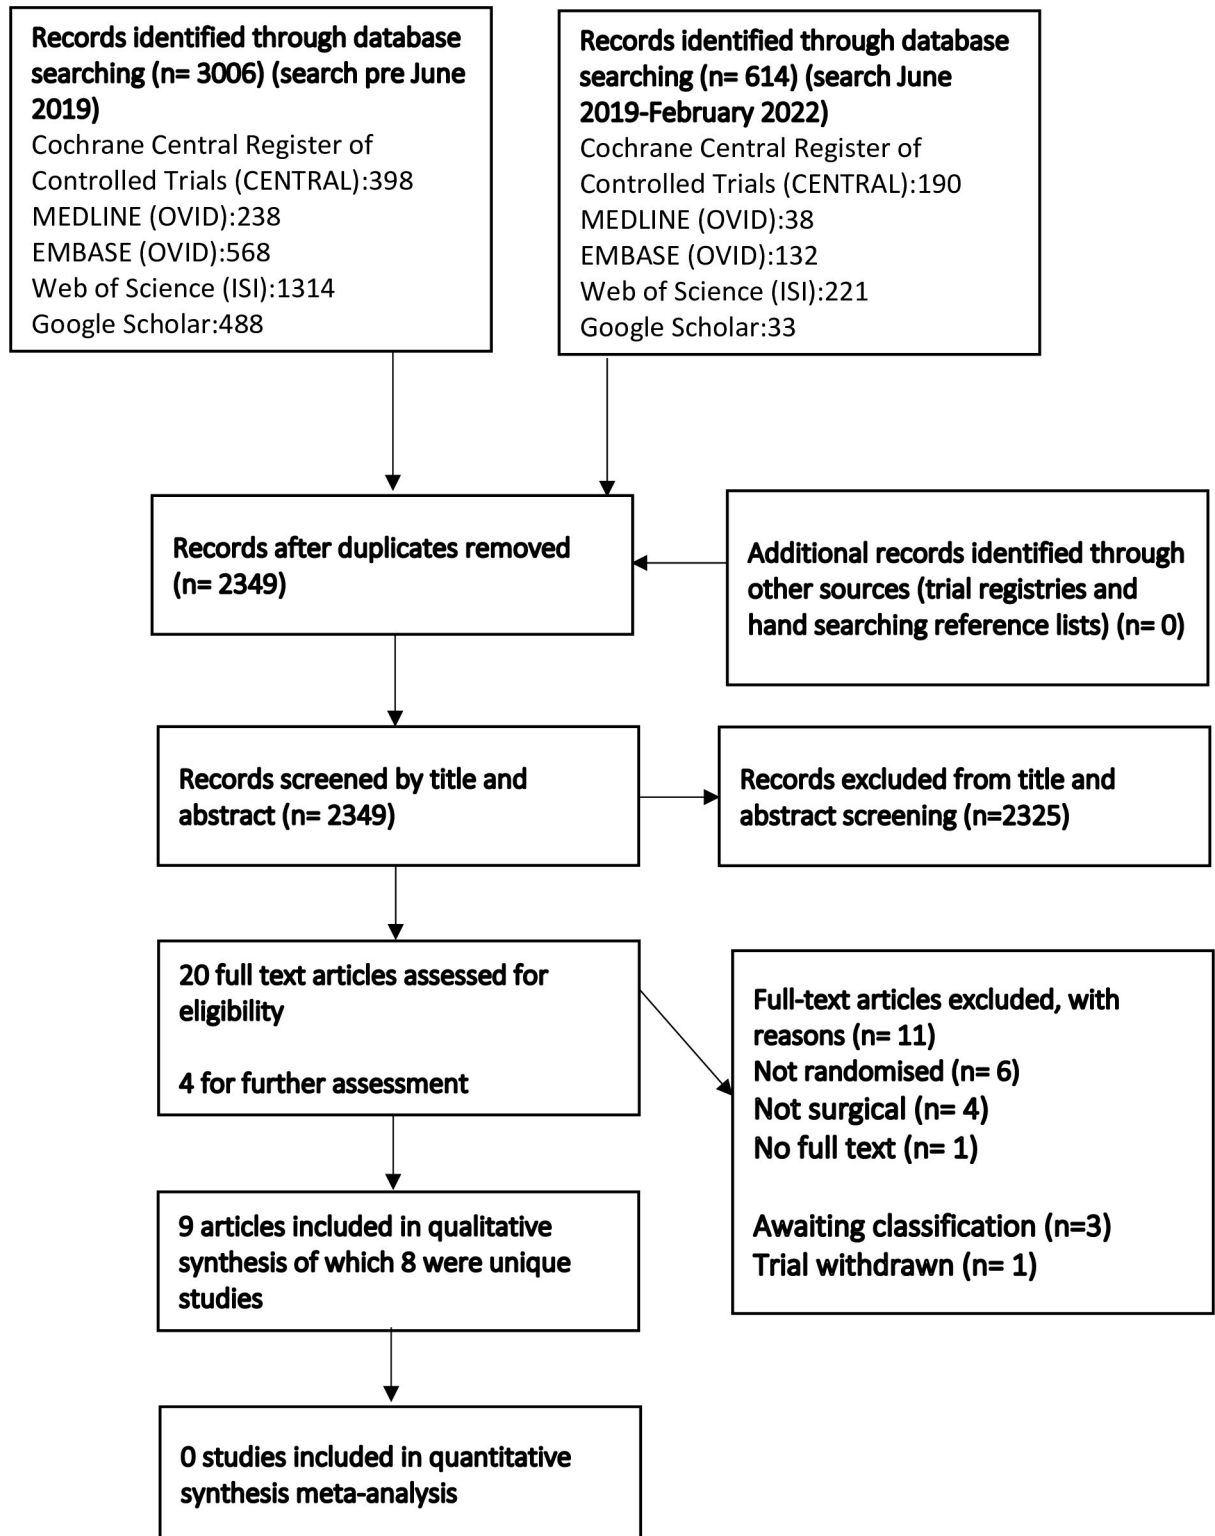 Records identified through database
searching (n= 3006) (search pre June
2019)
Cochrane Central Register of
Controlled Trials (CENTRAL):398
MEDLINE (OVID):238
EMBASE (OVID):568
Web of Science (ISI):1314
Google Scholar:488
Records identified through database
searching (n= 614) (search June
2019-February 2022)
Cochrane Central Register of
Controlled Trials (CENTRAL):190
MEDLINE (OVID):38
EMBASE (OVID):132
Web of Science (ISI):221
Google Scholar:33
Records after duplicates removed
(n= 2349)
Additional records identified through
other sources (trial registries and
hand searching reference lists) (n= 0)
Records screened by title and
abstract (n= 2349)
Records excluded from title and
abstract screening (n=2325)
20 full text articles assessed for
eligibility
4 for further assessment
Full-text articles excluded, with
reasons (n= 11)
Not randomised (n= 6)
Not surgical (n= 4)
No full text (n= 1)
Awaiting classification (n=3)
Trial withdrawn (n= 1)
9 articles included in qualitative
synthesis of which 8 were unique
studies
0 studies included in quantitative
synthesis meta-analysis